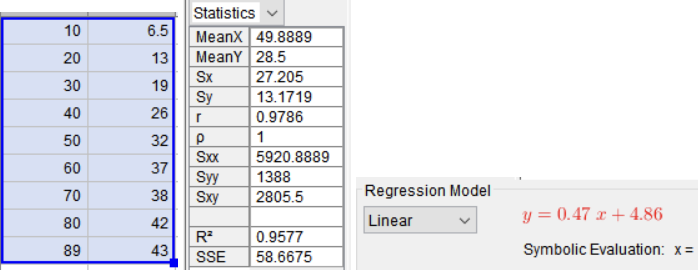 10 6.5
20 13
30 19
40 26
50 32
60 37
70 38
80 42
89 43
Statistics
MeanX 49.8889
MeanY 28.5
Sx 27.205
Sy 13.1719
r 0.9786
ρ 1
Sxx 5920.8889
Syy 1388
Sxy 2805.5
R² 0.9577
SSE 58.6675
Regression Model
Linear
y = 0.47 x + 4.86
Symbolic Evaluation: x =